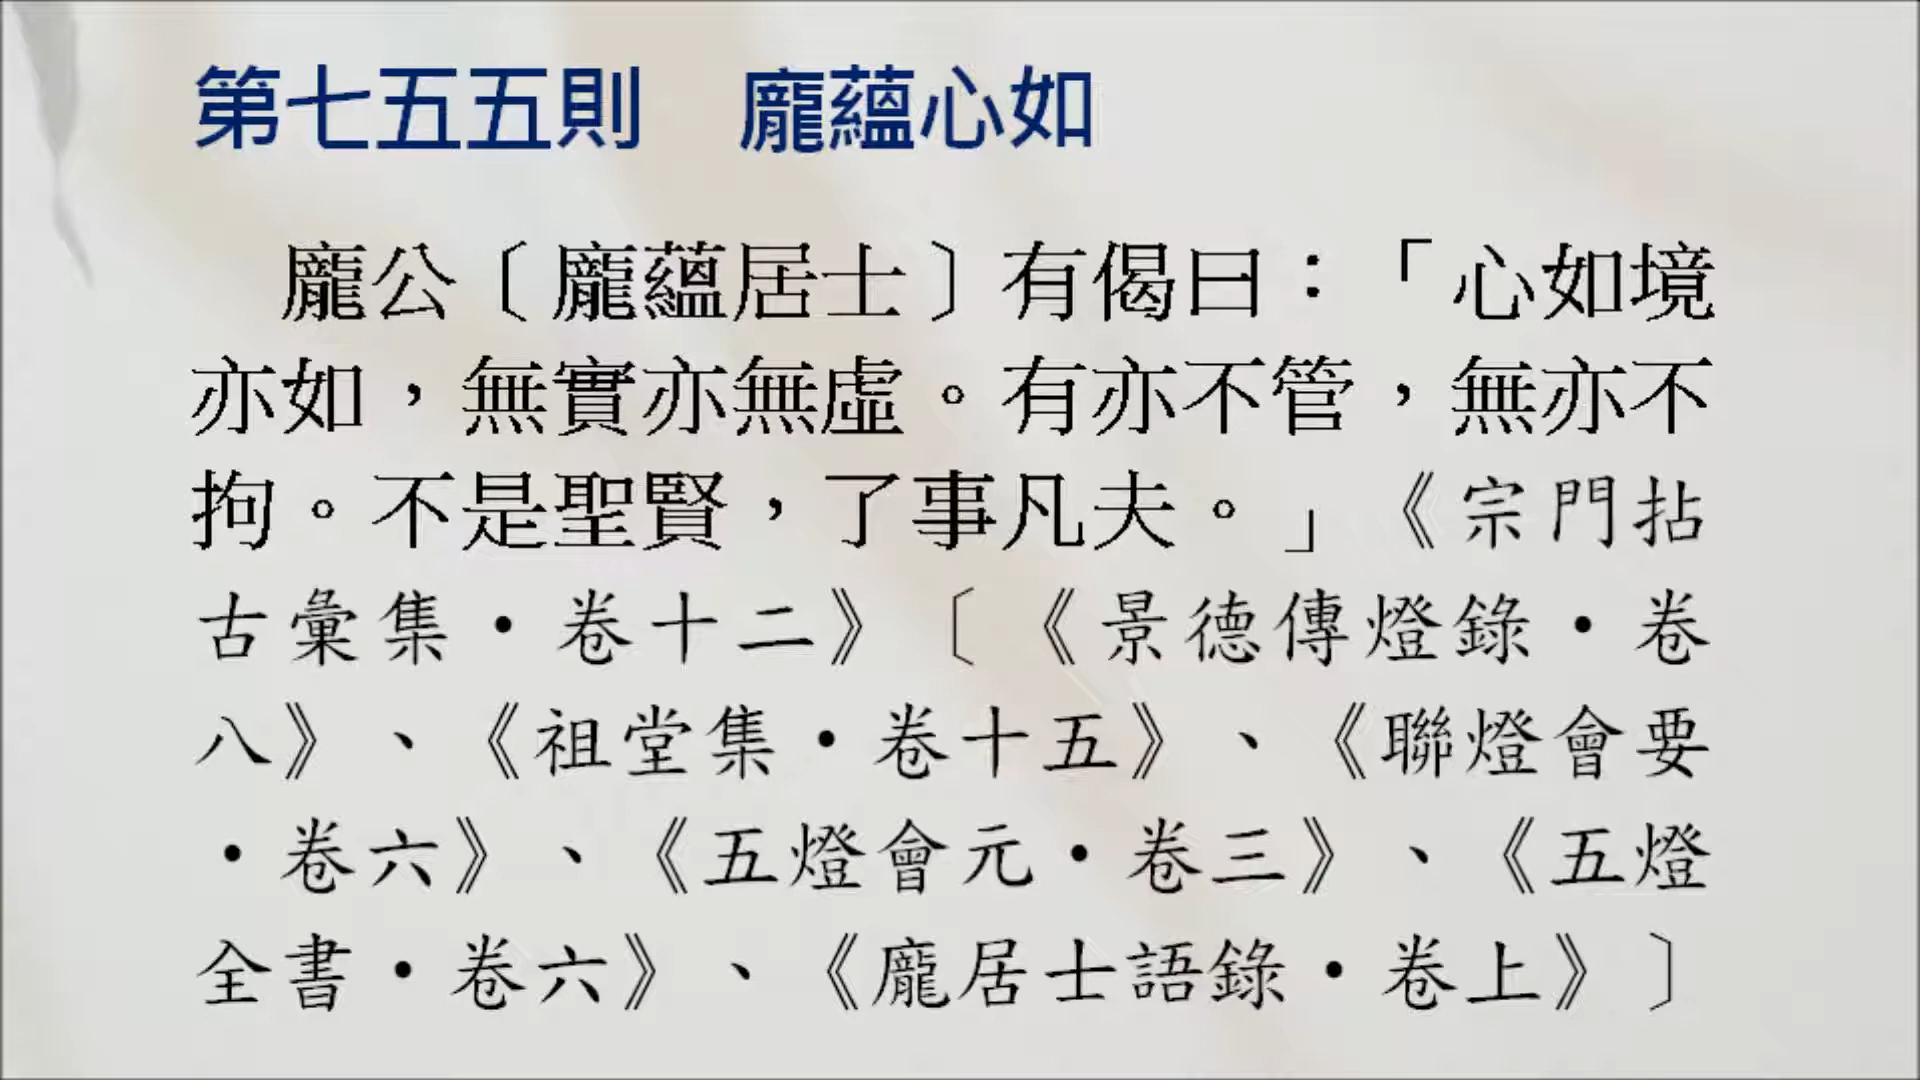 第七五五則　龐蘊心如
龐公〔龐蘊居士〕有偈曰：「心如境
亦如，無實亦無虛。有亦不管，無亦不
拘。不是聖賢，了事凡夫。」《宗門拈
古彙集·卷十二》〔《景德傳燈錄·卷
八》、《祖堂集·卷十五》、《聯燈會要
·卷六》、《五燈會元·卷三》、《五燈
全書·卷六》、《龐居士語錄·卷上》〕